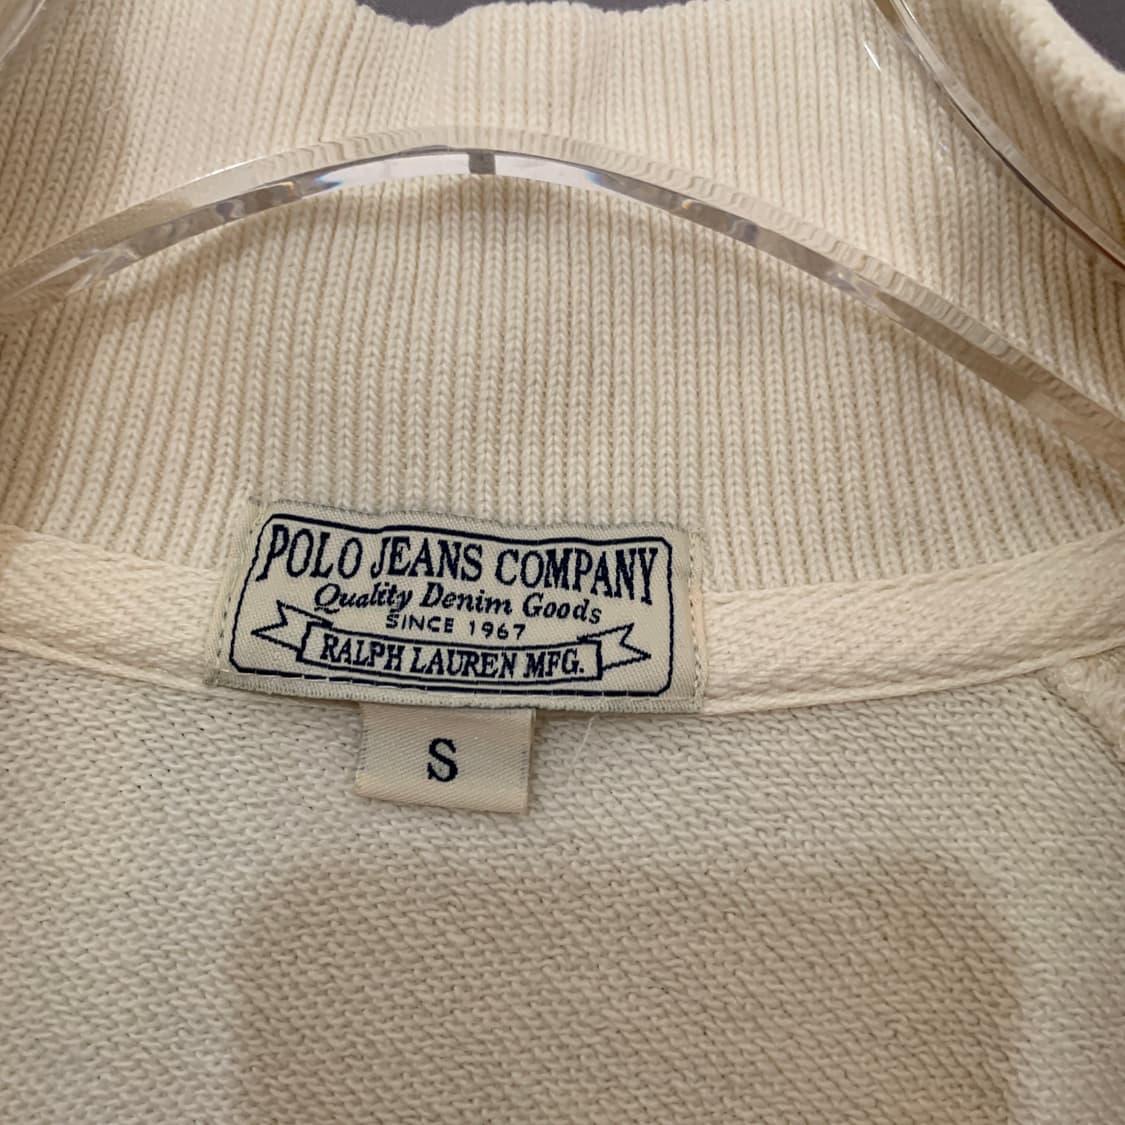 POLO JEANS COMPANY
Quality Denim Goods
SINCE 1967
RALPH LAUREN MFG.
S